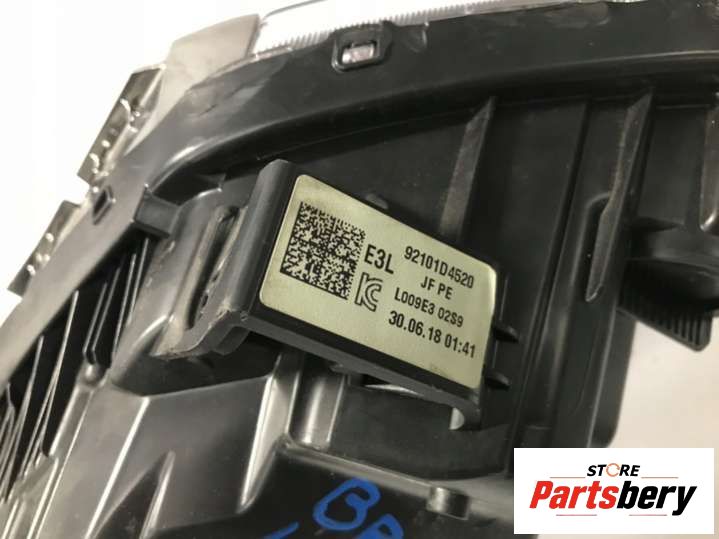 92101D4520
E3L
JF PE
L009E3 02S9
30.06.18 01:41
STORE
Partsbery